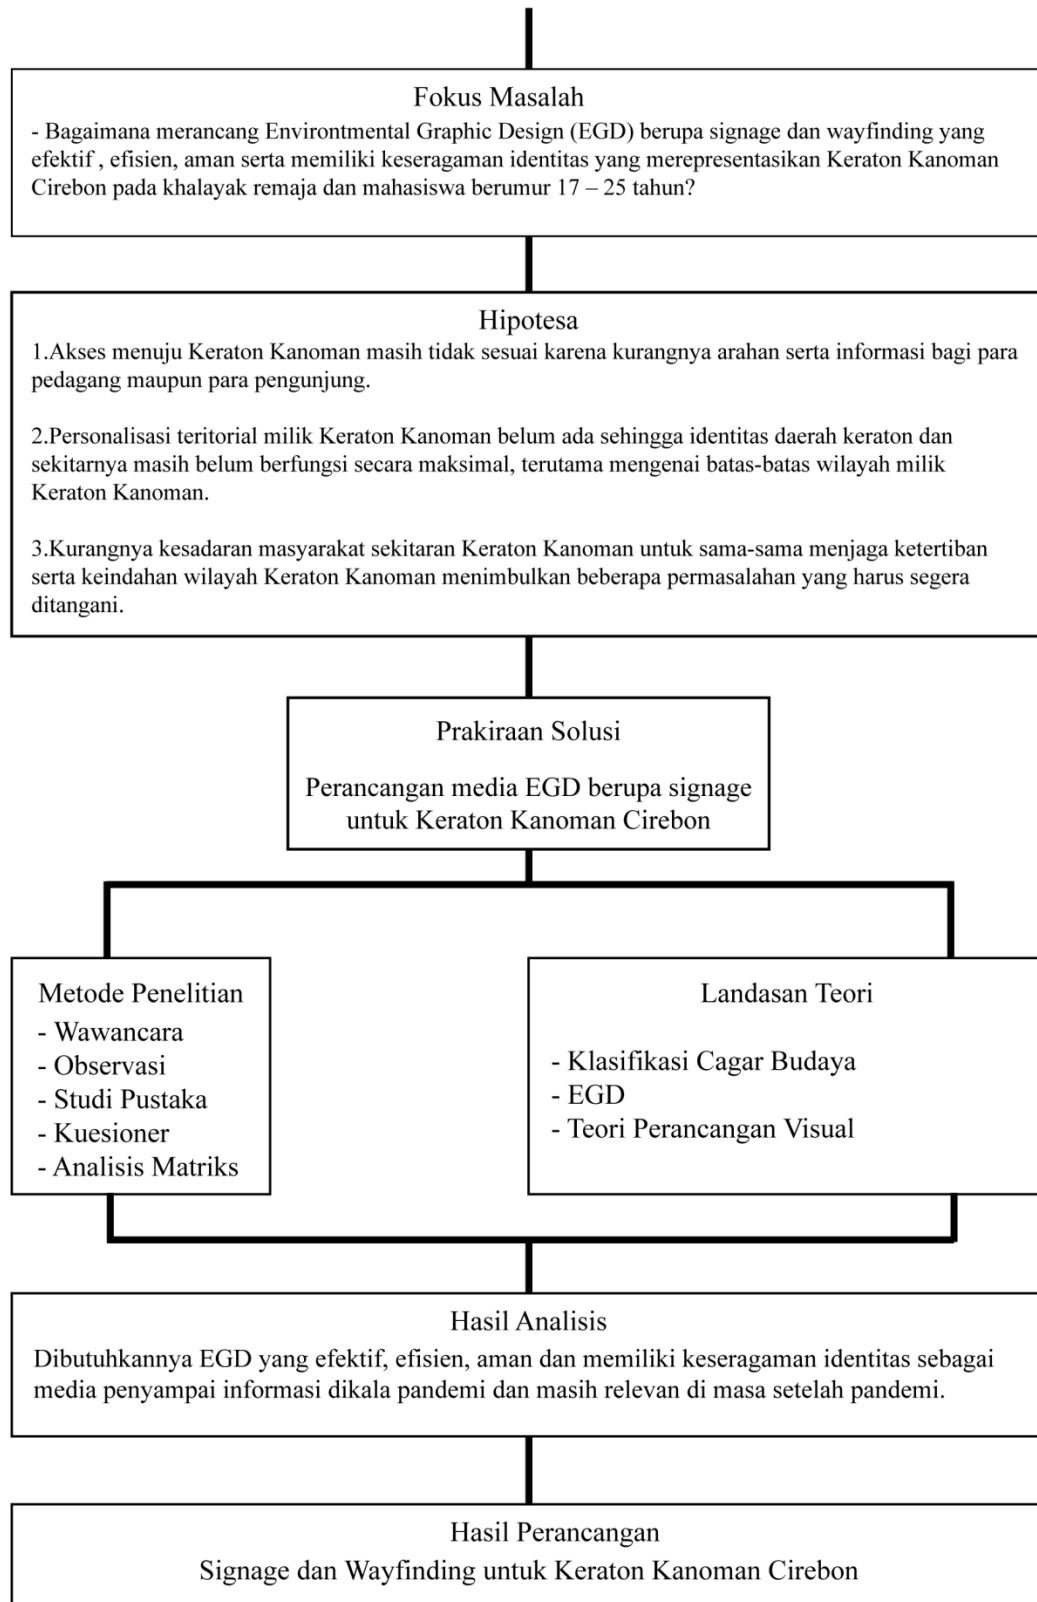 Fokus Masalah
- Bagaimana merancang Environtmental Graphic Design (EGD) berupa signage dan wayfinding yang
efektif , efisien, aman serta memiliki keseragaman identitas yang merepresentasikan Keraton Kanoman
Cirebon pada khalayak remaja dan mahasiswa berumur 17 – 25 tahun?
Hipotesa
1.Akses menuju Keraton Kanoman masih tidak sesuai karena kurangnya arahan serta informasi bagi para
pedagang maupun para pengunjung.
2.Personalisasi teritorial milik Keraton Kanoman belum ada sehingga identitas daerah keraton dan
sekitarnya masih belum berfungsi secara maksimal, terutama mengenai batas-batas wilayah milik
Keraton Kanoman.
3.Kurangnya kesadaran masyarakat sekitaran Keraton Kanoman untuk sama-sama menjaga ketertiban
serta keindahan wilayah Keraton Kanoman menimbulkan beberapa permasalahan yang harus segera
ditangani.
Prakiraan Solusi
Perancangan media EGD berupa signage
untuk Keraton Kanoman Cirebon
Metode Penelitian
- Wawancara
- Observasi
- Studi Pustaka
- Kuesioner
- Analisis Matriks
Landasan Teori
- Klasifikasi Cagar Budaya
- EGD
- Teori Perancangan Visual
Hasil Analisis
Dibutuhkannya EGD yang efektif, efisien, aman dan memiliki keseragaman identitas sebagai
media penyampai informasi dikala pandemi dan masih relevan di masa setelah pandemi.
Hasil Perancangan
Signage dan Wayfinding untuk Keraton Kanoman Cirebon